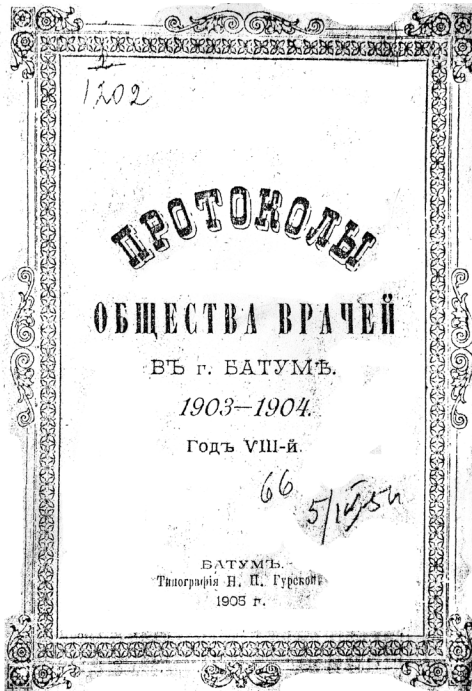 1202
ПРОТОКОЛЫ
ОБЩЕСТВА ВРАЧЕЙ
ВЪ г. БАТУМѢ.
1903—1904.
Годъ VIII-й.
66
БАТУМЪ.
Типографія Н. П. Гурской.
1905 г.